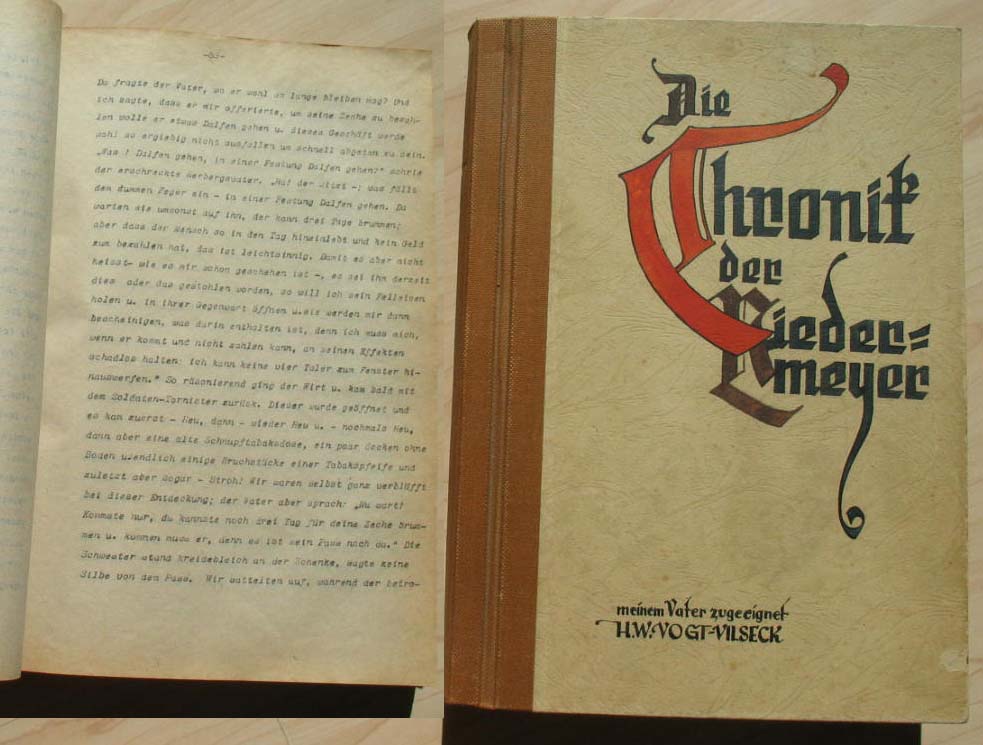 -53-
Da fragte der Vater, wo er wohl so lange bleiben mag? Und
ich sagte, dass er mir offerierte, um seine Zeche zu bezah-
len wolle er etwas Dalfen gehen u. dieses Geschäft werde
wohl so ergiebig nicht ausfallen um schnell abgetan zu sein.
„Was ! Dalfen gehen, in einer Festung Dalfen gehen?" schrie
der erschreckte Herbergsvater. „Ha! der -; was fällt
den dummen ein - in einer Festung Dalfen gehen. Da
warten sie umsonst auf ihn, der kann drei Tage brummen;
aber dass der Mensch so in den Tag hineinlebt und kein Geld
zum bezahlen hat, das ist leichtsinnig. Damit es aber nicht
heisst- wie es mir schon geschehen ist -, es sei ihm derzeit
dies oder das gestohlen worden, so will ich sein Felleisen
holen u. in ihrer Gegenwart öffnen u.sie werden mir dann
bescheinigen, was darin enthalten ist, denn ich muss mich,
wenn er kommt und nicht zahlen kann, an seinen Effekten
schadlos halten; ich kann keine vier Taler zum Fenster hi-
nauswerfen." So räsonierend ging der Wirt u. kam bald mit
dem Soldaten-Tornister zurück. Dieser wurde geöffnet und
es kam zuerst - Heu, dann - wieder Heu u. - nochmals Heu,
dann aber eine alte Schnupftabaksdose, ein paar Socken ohne
Boden u.endlich einige Bruchstücke einer Tabakspfeife und
zuletzt aber sogar - Stroh! Wir waren selbst ganz verblüfft
bei dieser Entdeckung; der Vater aber sprach: „Nu wart!
Kommste nur, du kannste noch drei Tag für deine Zeche brum-
men u. kommen muss er, denn es ist sein Pass noch da." Die
Schwester stand kreidebleich an der Schenke, sagte keine
Silbe von dem Pass. Wir sattelten auf, während der betro-
Die
Chronik
der
Rieder=
meyer
meinem Vater zugeeignet
H.W.VOGT-VILSECK